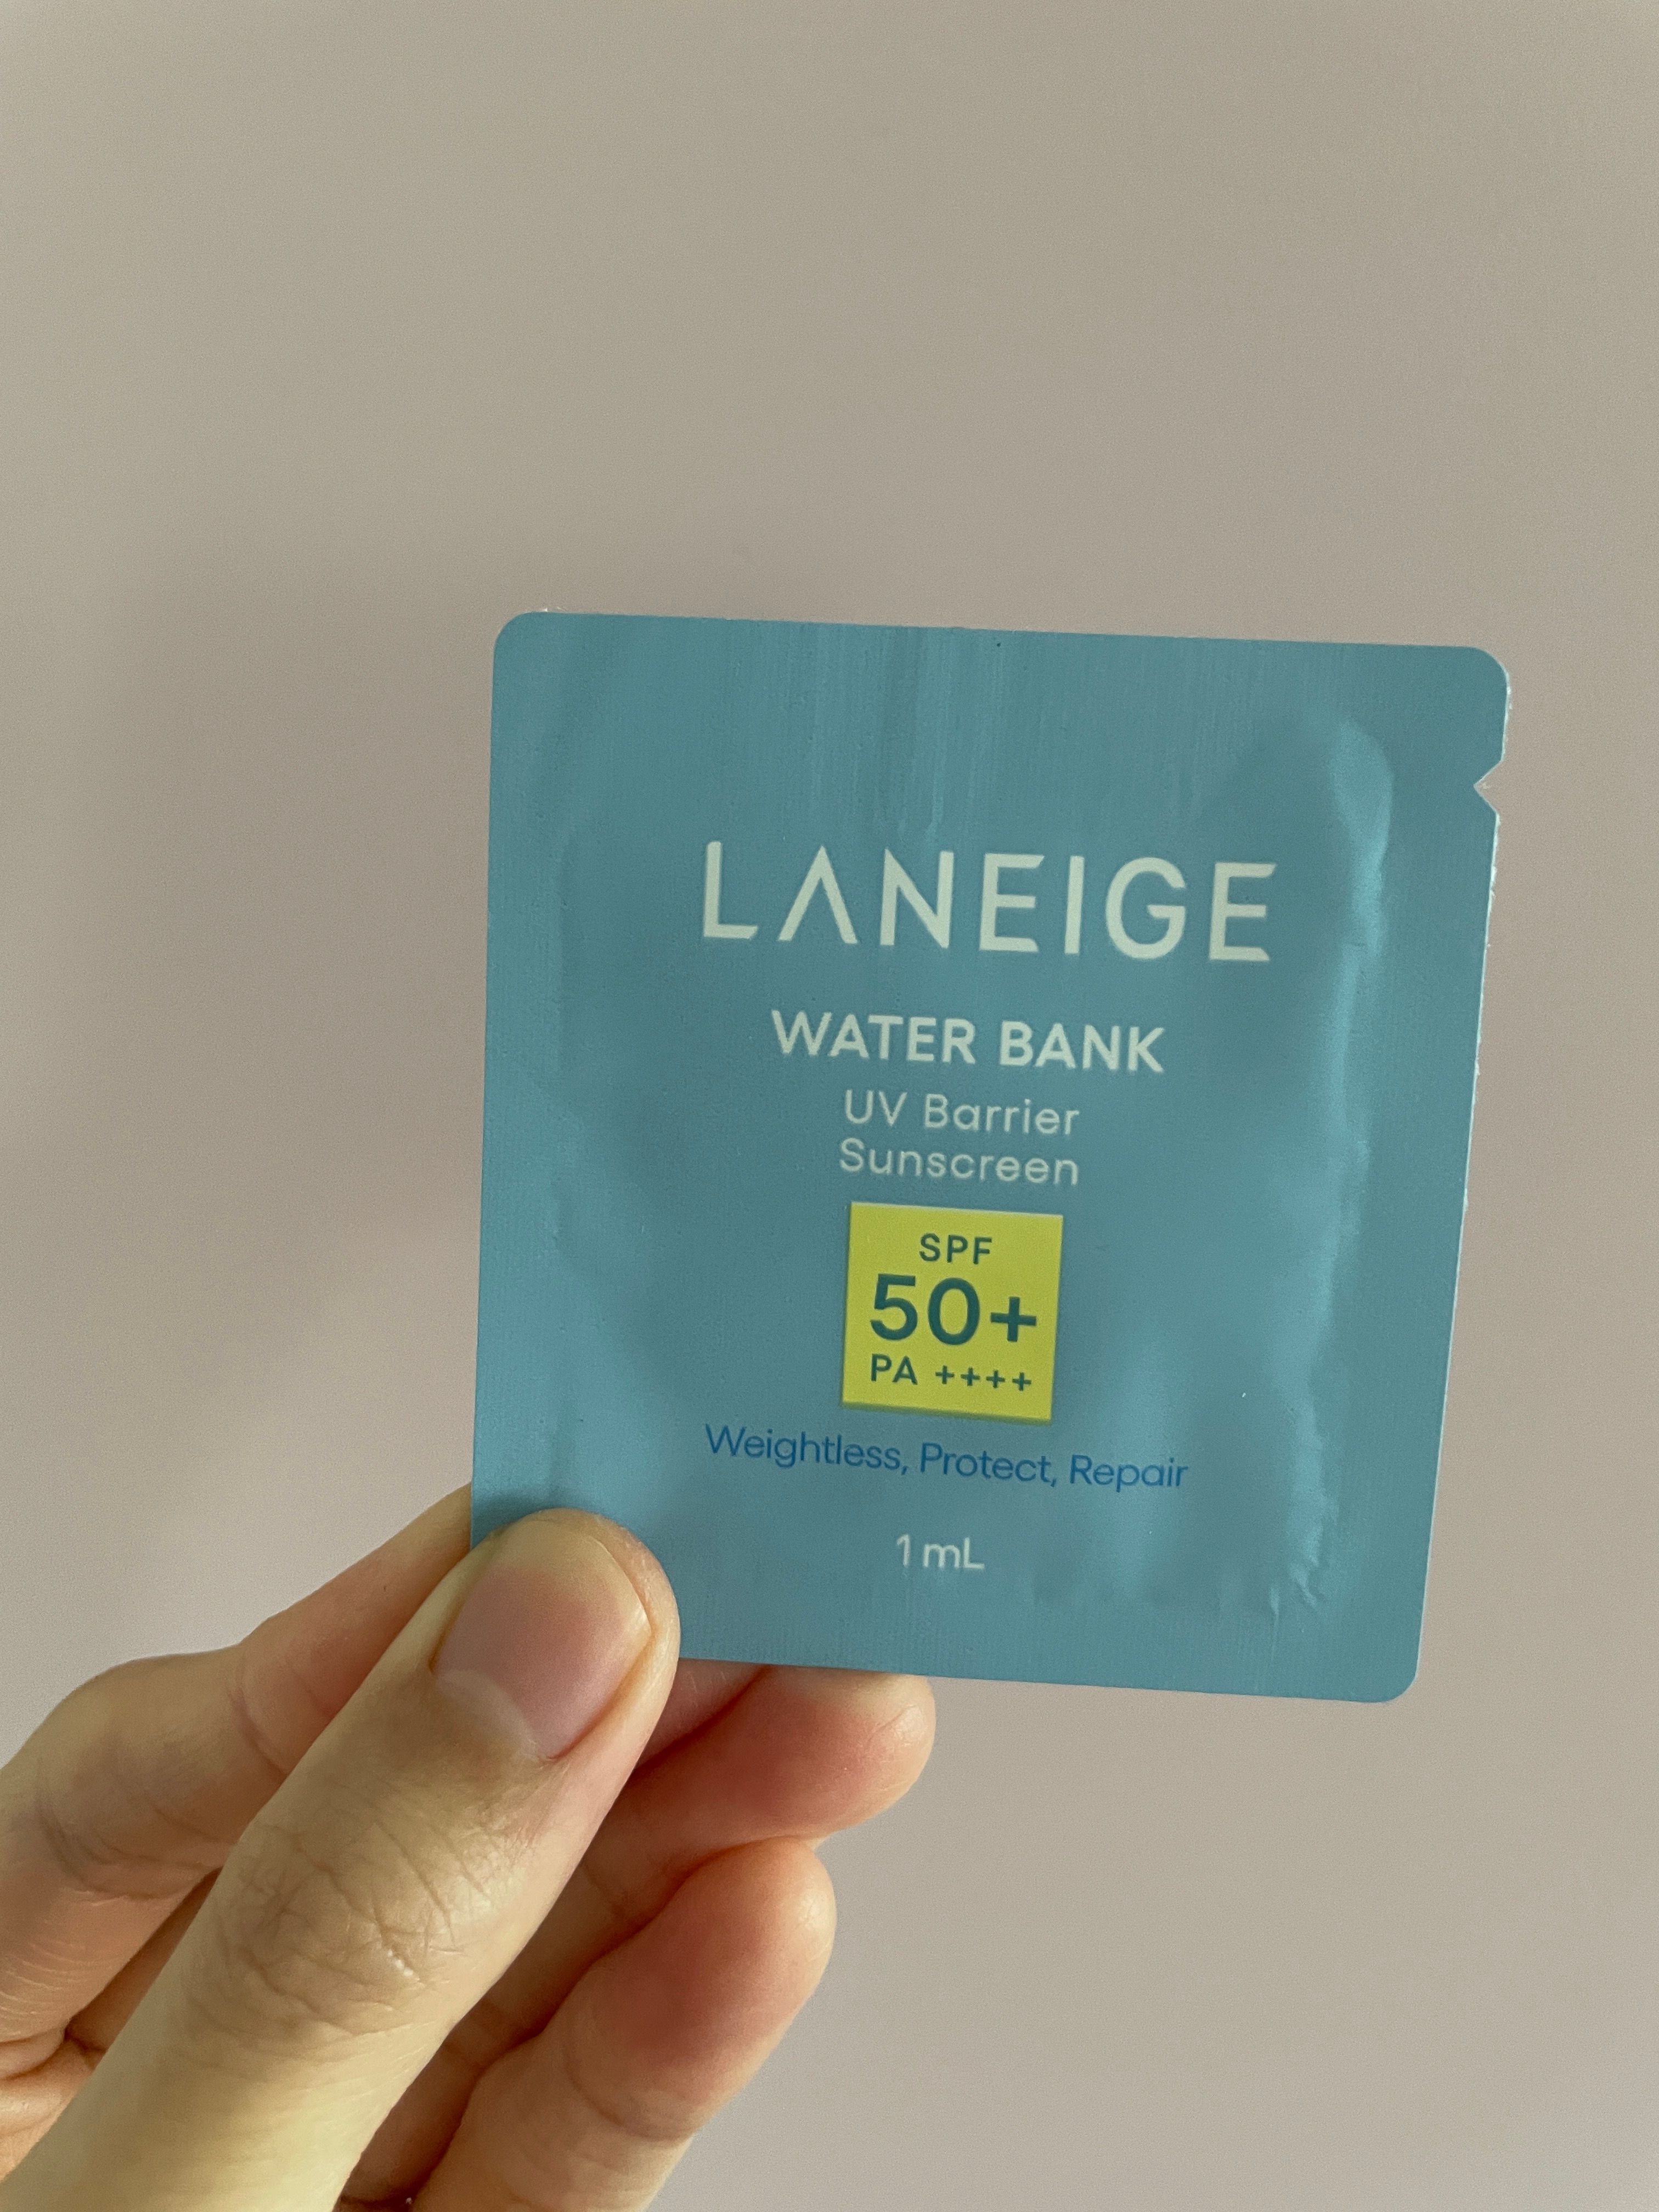 LANEIGE
WATER BANK
UV Barrier
Sunscreen
SPF
50+
PA ++++
Weightless, Protect, Repair
1 mL